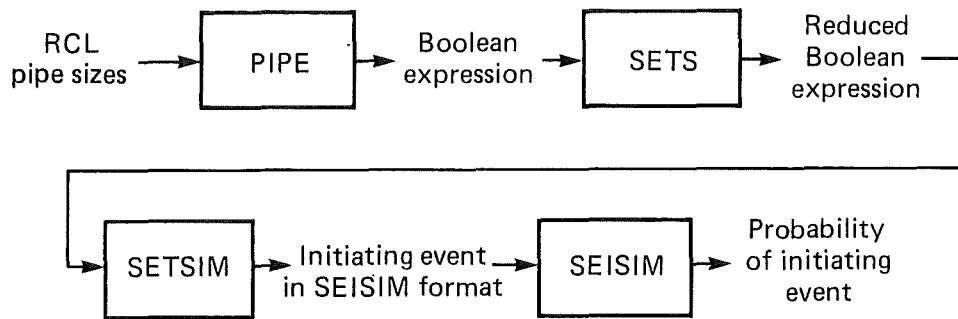 RCL
pipe sizes
PIPE
Boolean
expression
SETS
Reduced
Boolean
expression
SETSIM
Initiating event
in SEISIM format
SEISIM
Probability
of initiating
event